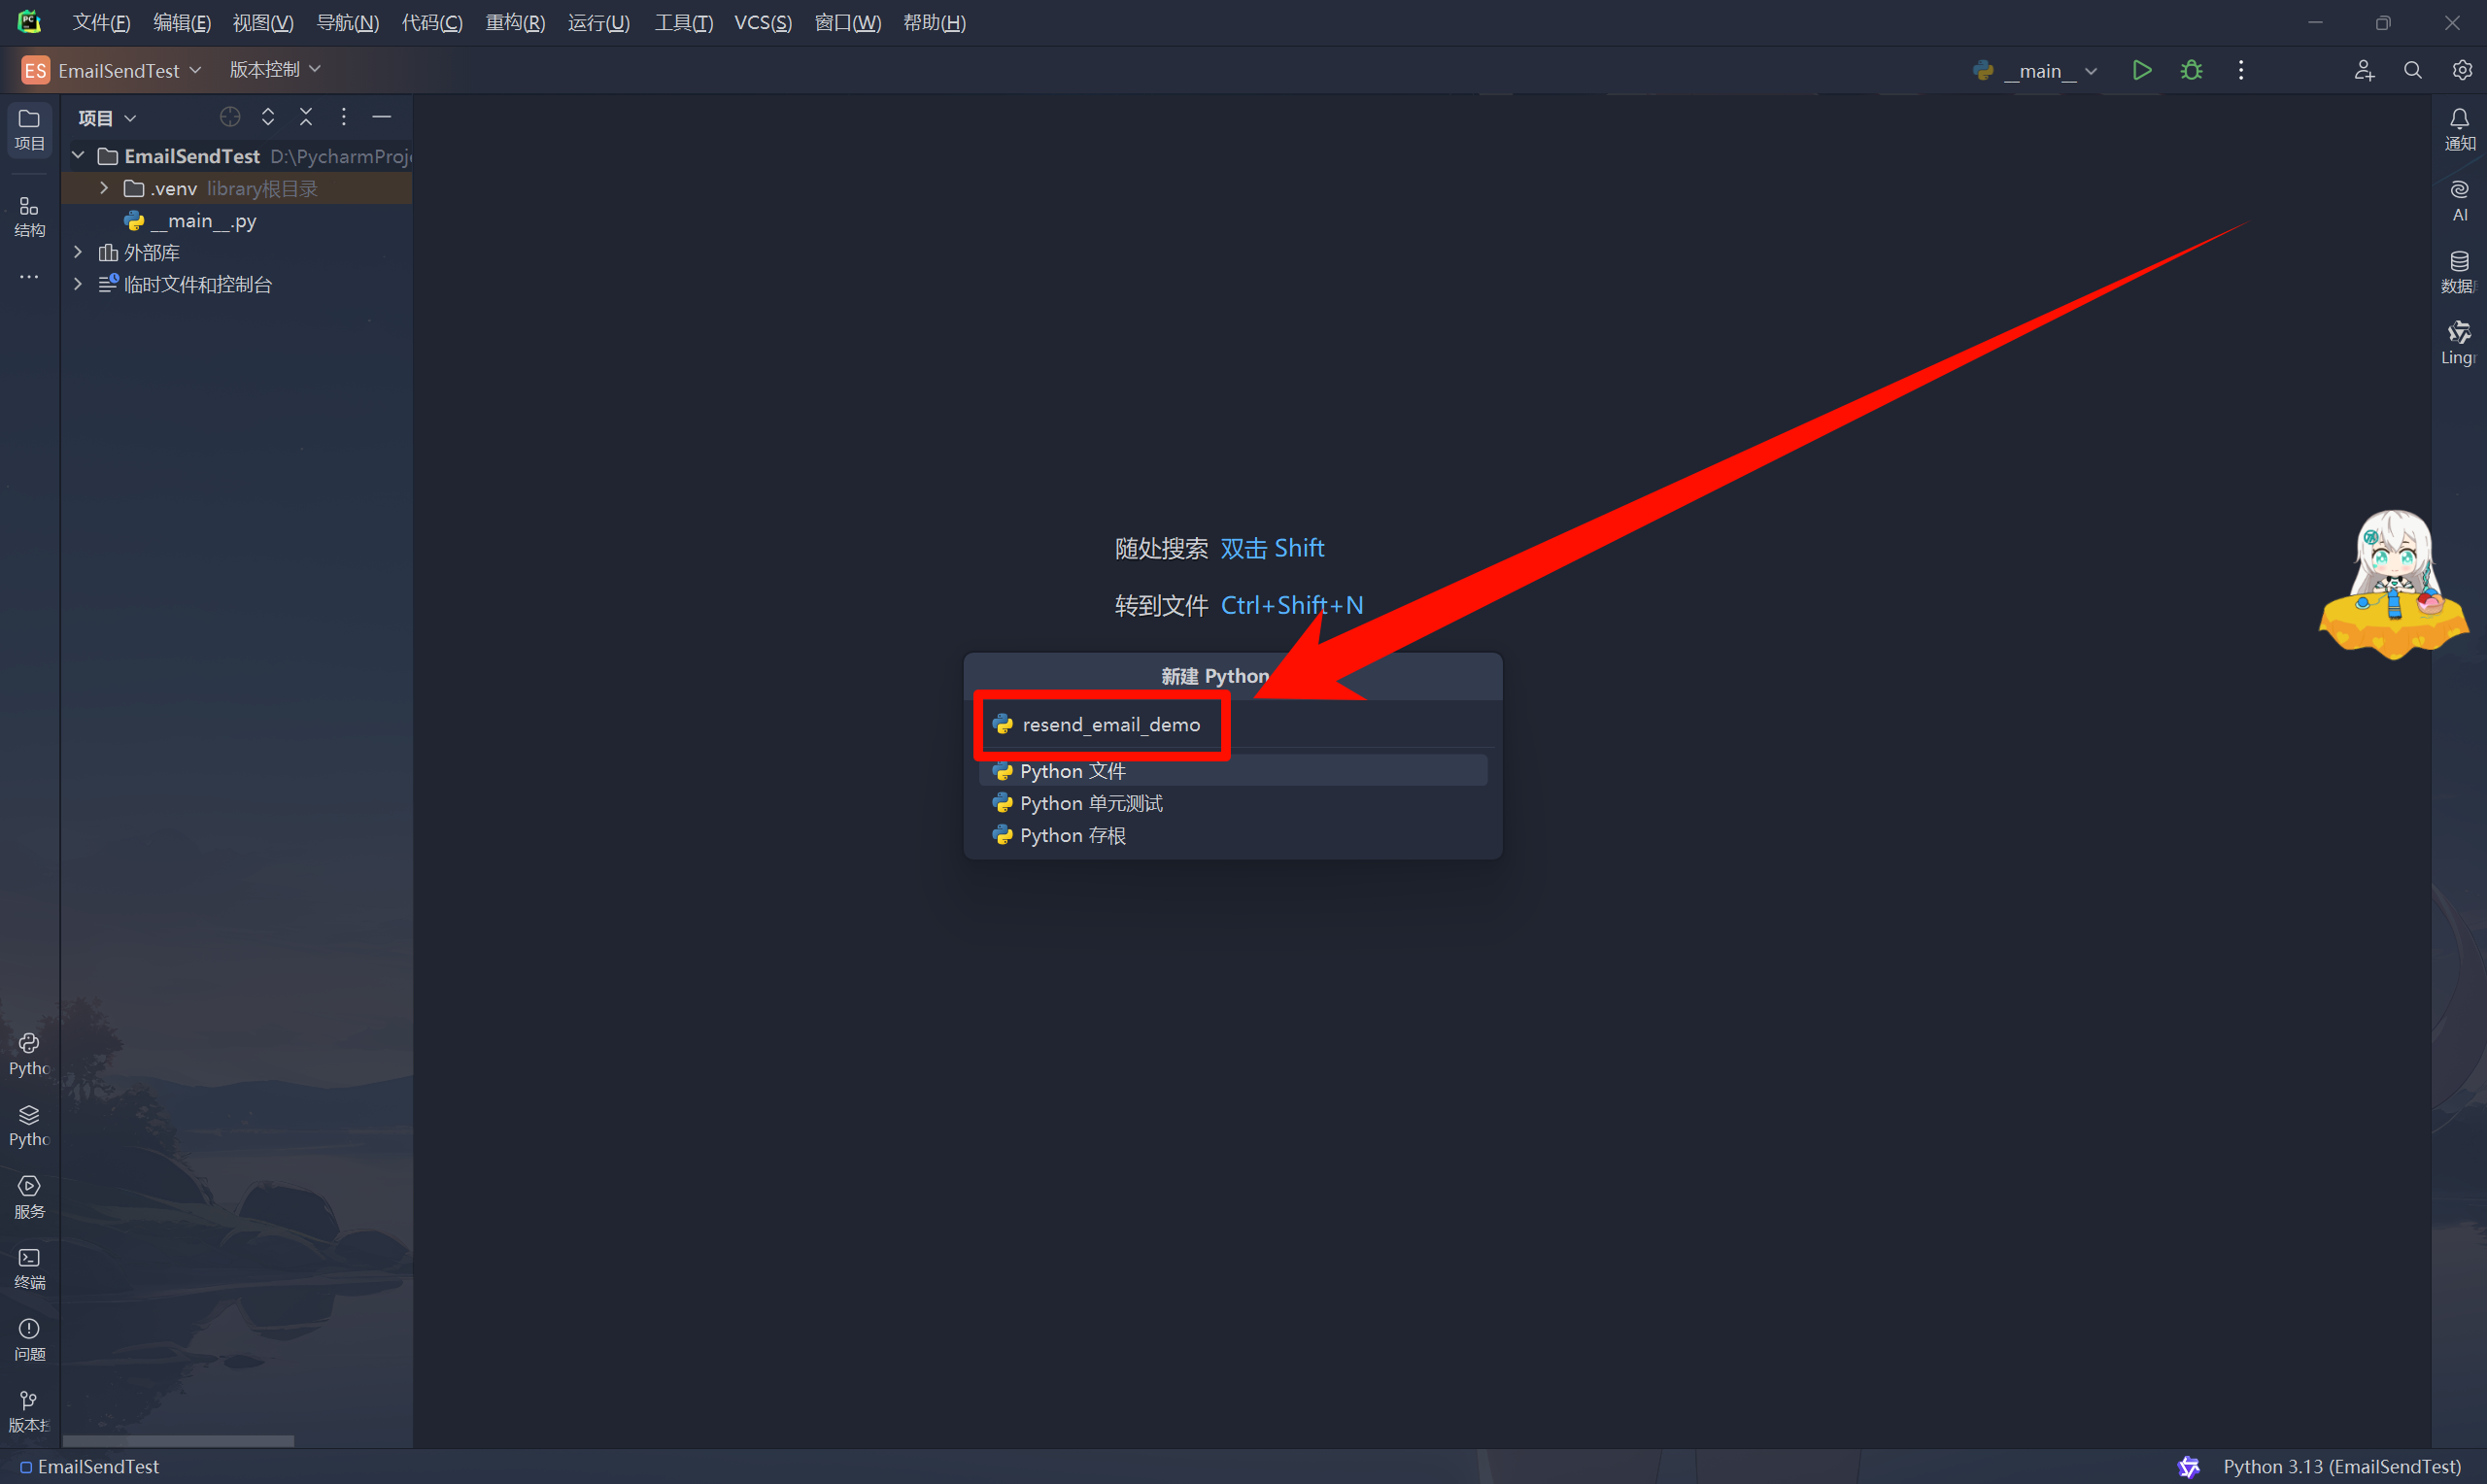 文件(F) 编辑(E) 视图(V) 导航(N) 代码(C) 重构(R) 运行(U) 工具(T) VCS(S) 窗口(W) 帮助(H)
ES EmailSendTest 版本控制 __main__
项目
项目
EmailSendTest D:\PycharmProj
.venv library根目录
__main__.py
外部库
临时文件和控制台
结构
通知
AI
数据
Ling
随处搜索 双击 Shift
转到文件 Ctrl+Shift+N
新建 Python
resend_email_demo
Python 文件
Python 单元测试
Python 存根
Pytho
Pytho
服务
终端
问题
版本
EmailSendTest
Python 3.13 (EmailSendTest)